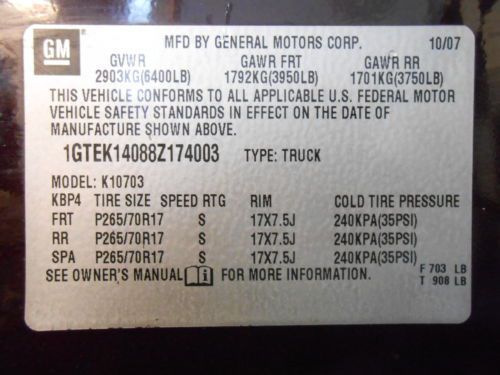 GM
MFD BY GENERAL MOTORS CORP. 10/07
GVWR GAWR FRT GAWR RR
2903KG(6400LB) 1792KG(3950LB) 1701KG(3750LB)
THIS VEHICLE CONFORMS TO ALL APPLICABLE U.S. FEDERAL MOTOR
VEHICLE SAFETY STANDARDS IN EFFECT ON THE DATE OF
MANUFACTURE SHOWN ABOVE.
1GTEK14088Z174003 TYPE: TRUCK
MODEL: K10703
KBP4 TIRE SIZE SPEED RTG RIM COLD TIRE PRESSURE
FRT P265/70R17 S 17X7.5J 240KPA(35PSI)
RR P265/70R17 S 17X7.5J 240KPA(35PSI)
SPA P265/70R17 S 17X7.5J 240KPA(35PSI)
SEE OWNER'S MANUAL i FOR MORE INFORMATION. F 703 LB
T 908 LB